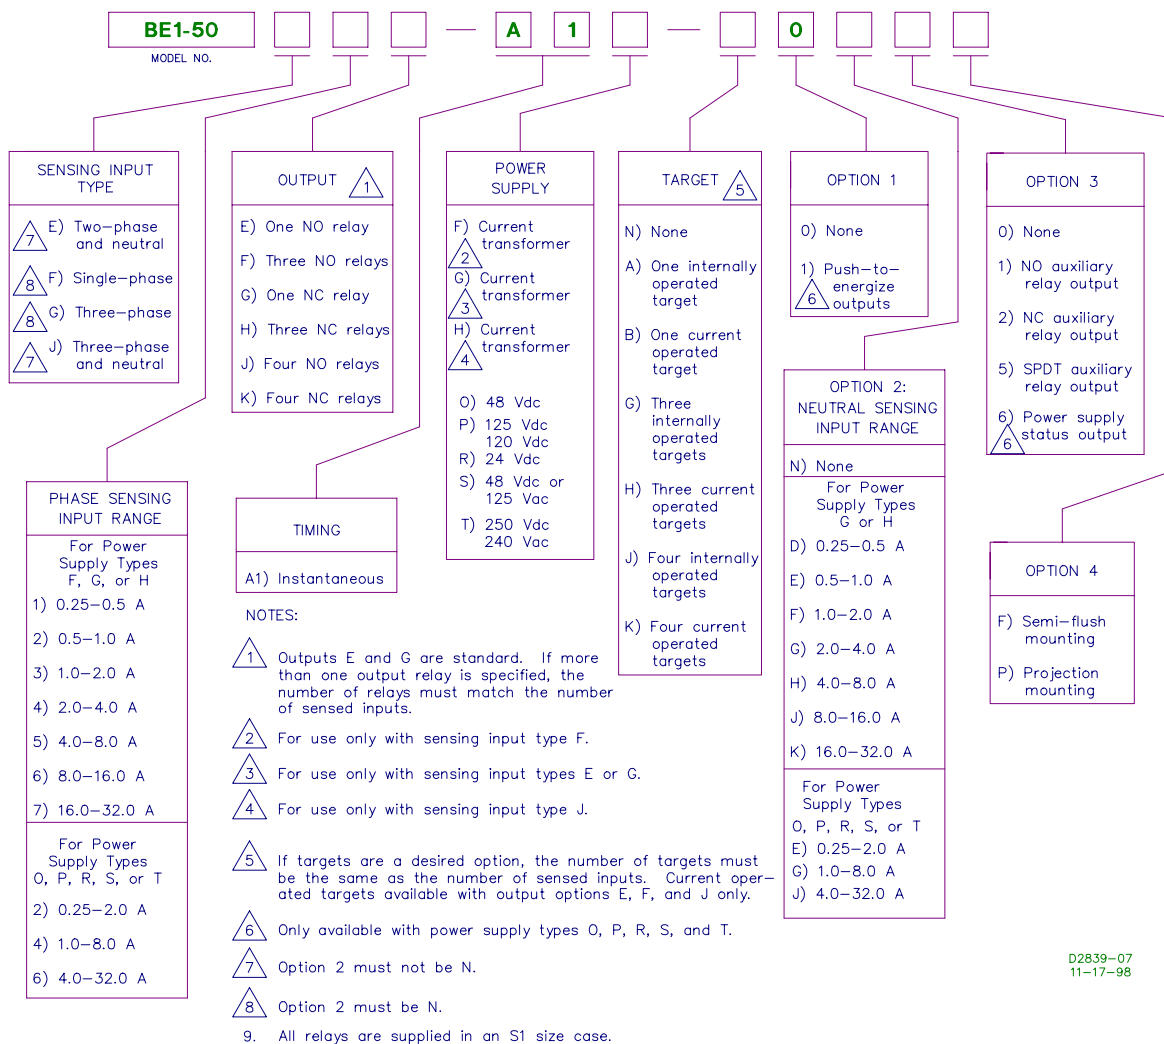 BE1-50 — A 1 — 0
MODEL NO.
SENSING INPUT
TYPE
7 E) Two-phase
and neutral
8 F) Single-phase
8 G) Three-phase
7 J) Three-phase
and neutral
OUTPUT 1
E) One NO relay
F) Three NO relays
G) One NC relay
H) Three NC relays
J) Four NO relays
K) Four NC relays
POWER
SUPPLY
F) Current
transformer
2
G) Current
transformer
3
H) Current
transformer
4
O) 48 Vdc
P) 125 Vdc
120 Vdc
R) 24 Vdc
S) 48 Vdc or
125 Vac
T) 250 Vdc
240 Vac
TARGET 5
N) None
A) One internally
operated
target
B) One current
operated
target
G) Three
internally
operated
targets
H) Three current
operated
targets
J) Four internally
operated
targets
K) Four current
operated
targets
OPTION 1
0) None
1) Push-to-
energize
6 outputs
OPTION 3
0) None
1) NO auxiliary
relay output
2) NC auxiliary
relay output
5) SPDT auxiliary
relay output
6) Power supply
status output
6
OPTION 2:
NEUTRAL SENSING
INPUT RANGE
N) None
For Power
Supply Types
G or H
D) 0.25-0.5 A
E) 0.5-1.0 A
F) 1.0-2.0 A
G) 2.0-4.0 A
H) 4.0-8.0 A
J) 8.0-16.0 A
K) 16.0-32.0 A
For Power
Supply Types
O, P, R, S, or T
E) 0.25-2.0 A
G) 1.0-8.0 A
J) 4.0-32.0 A
PHASE SENSING
INPUT RANGE
For Power
Supply Types
F, G, or H
1) 0.25-0.5 A
2) 0.5-1.0 A
3) 1.0-2.0 A
4) 2.0-4.0 A
5) 4.0-8.0 A
6) 8.0-16.0 A
7) 16.0-32.0 A
For Power
Supply Types
O, P, R, S, or T
2) 0.25-2.0 A
4) 1.0-8.0 A
6) 4.0-32.0 A
TIMING
A1) Instantaneous
OPTION 4
F) Semi-flush
mounting
P) Projection
mounting
NOTES:
1 Outputs E and G are standard. If more
than one output relay is specified, the
number of relays must match the number
of sensed inputs.
2 For use only with sensing input type F.
3 For use only with sensing input types E or G.
4 For use only with sensing input type J.
5 If targets are a desired option, the number of targets must
be the same as the number of sensed inputs. Current oper-
ated targets available with output options E, F, and J only.
6 Only available with power supply types O, P, R, S, and T.
7 Option 2 must not be N.
8 Option 2 must be N.
9. All relays are supplied in an S1 size case.
D2839-07
11-17-98